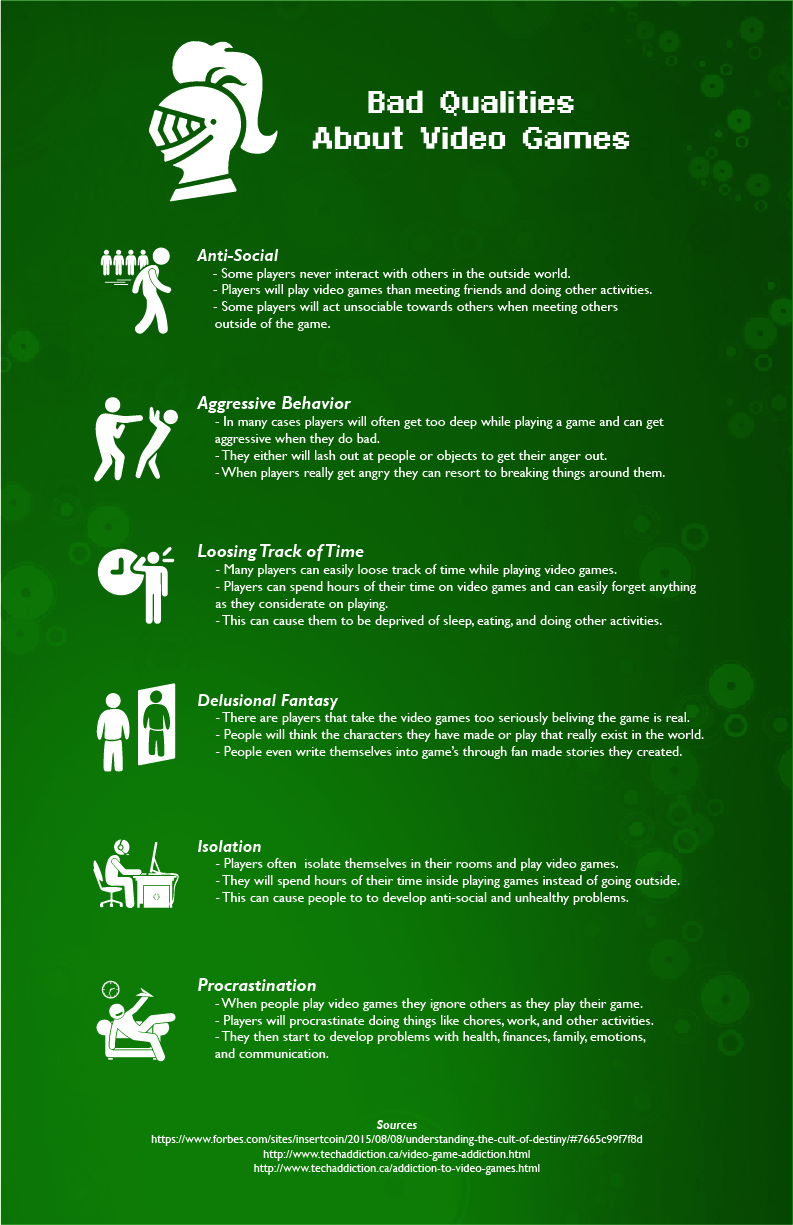 Bad Qualities
About Video Games
Anti-Social
- Some players never interact with others in the outside world.
- Players will play video games than meeting friends and doing other activities.
- Some players will act unsociable towards others when meeting others
outside of the game.
Aggressive Behavior
- In many cases players will often get too deep while playing a game and can get
aggressive when they do bad.
- They either will lash out at people or objects to get their anger out.
- When players really get angry they can resort to breaking things around them.
Loosing Track of Time
- Many players can easily loose track of time while playing video games.
- Players can spend hours of their time on video games and can easily forget anything
as they considerate on playing.
- This can cause them to be deprived of sleep, eating, and doing other activities.
Delusional Fantasy
- There are players that take the video games too seriously beliving the game is real.
- People will think the characters they have made or play that really exist in the world.
- People even write themselves into game's through fan made stories they created.
Isolation
- Players often isolate themselves in their rooms and play video games.
- They will spend hours of their time inside playing games instead of going outside.
- This can cause people to to develop anti-social and unhealthy problems.
Procrastination
- When people play video games they ignore others as they play their game.
- Players will procrastinate doing things like chores, work, and other activities.
- They then start to develop problems with health, finances, family, emotions,
and communication.
Sources
https://www.forbes.com/sites/insertcoin/2015/08/08/understanding-the-cult-of-destiny/#7665c99f7f8d
http://www.techaddiction.ca/video-game-addiction.html
http://www.techaddiction.ca/addiction-to-video-games.html